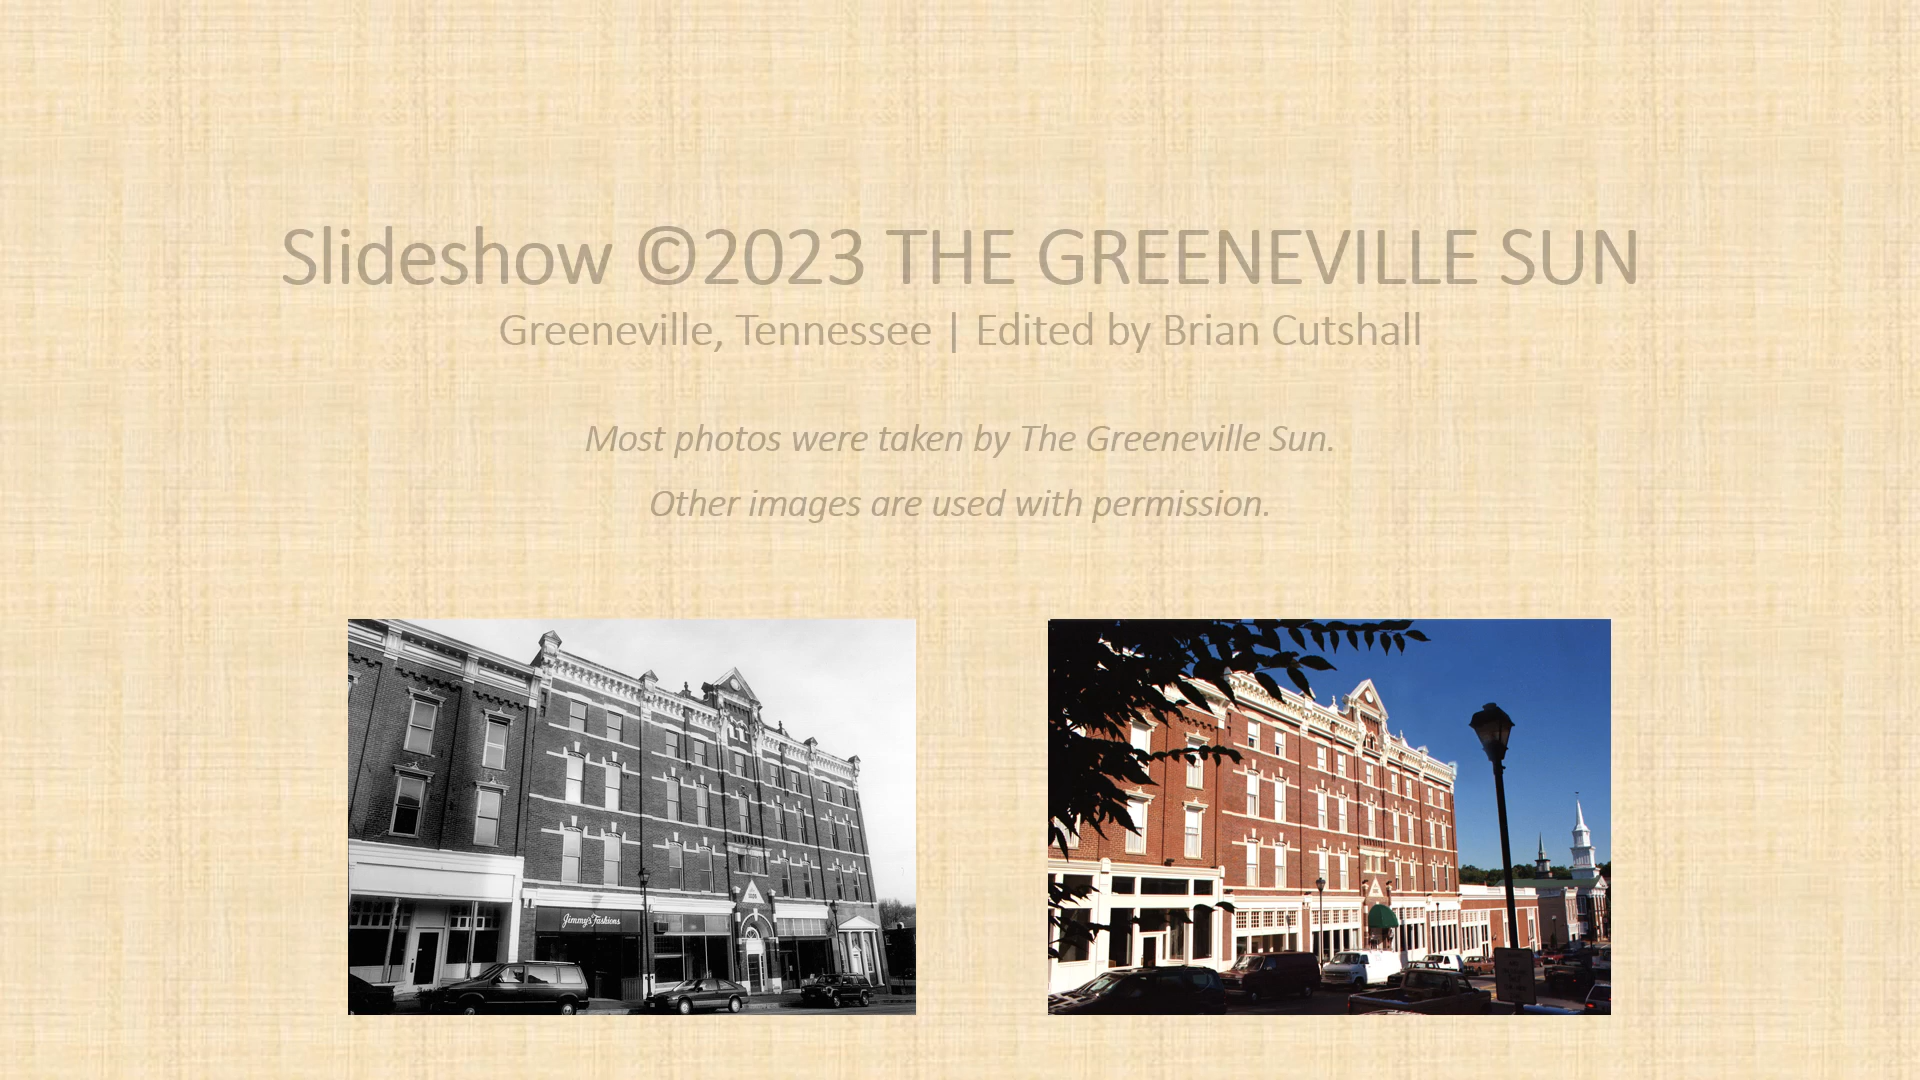 Slideshow ©2023 THE GREENEVILLE SUN
Greeneville, Tennessee | Edited by Brian Cutshall
Most photos were taken by The Greeneville Sun.
Other images are used with permission.
Jimmy's Fashions